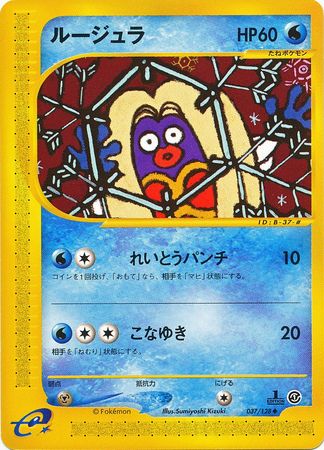 ルージュラ HP60
たねポケモン
ID:B-37-#
れいとうパンチ 10
コインを1回投げ、「おもて」なら、相手を「マヒ」状態にする。
こなゆき 20
相手を「ねむり」状態にする。
弱点 抵抗力 にげる
©Pokémon Illus.Sumiyoshi Kizuki
1 EDITION
037/128
e